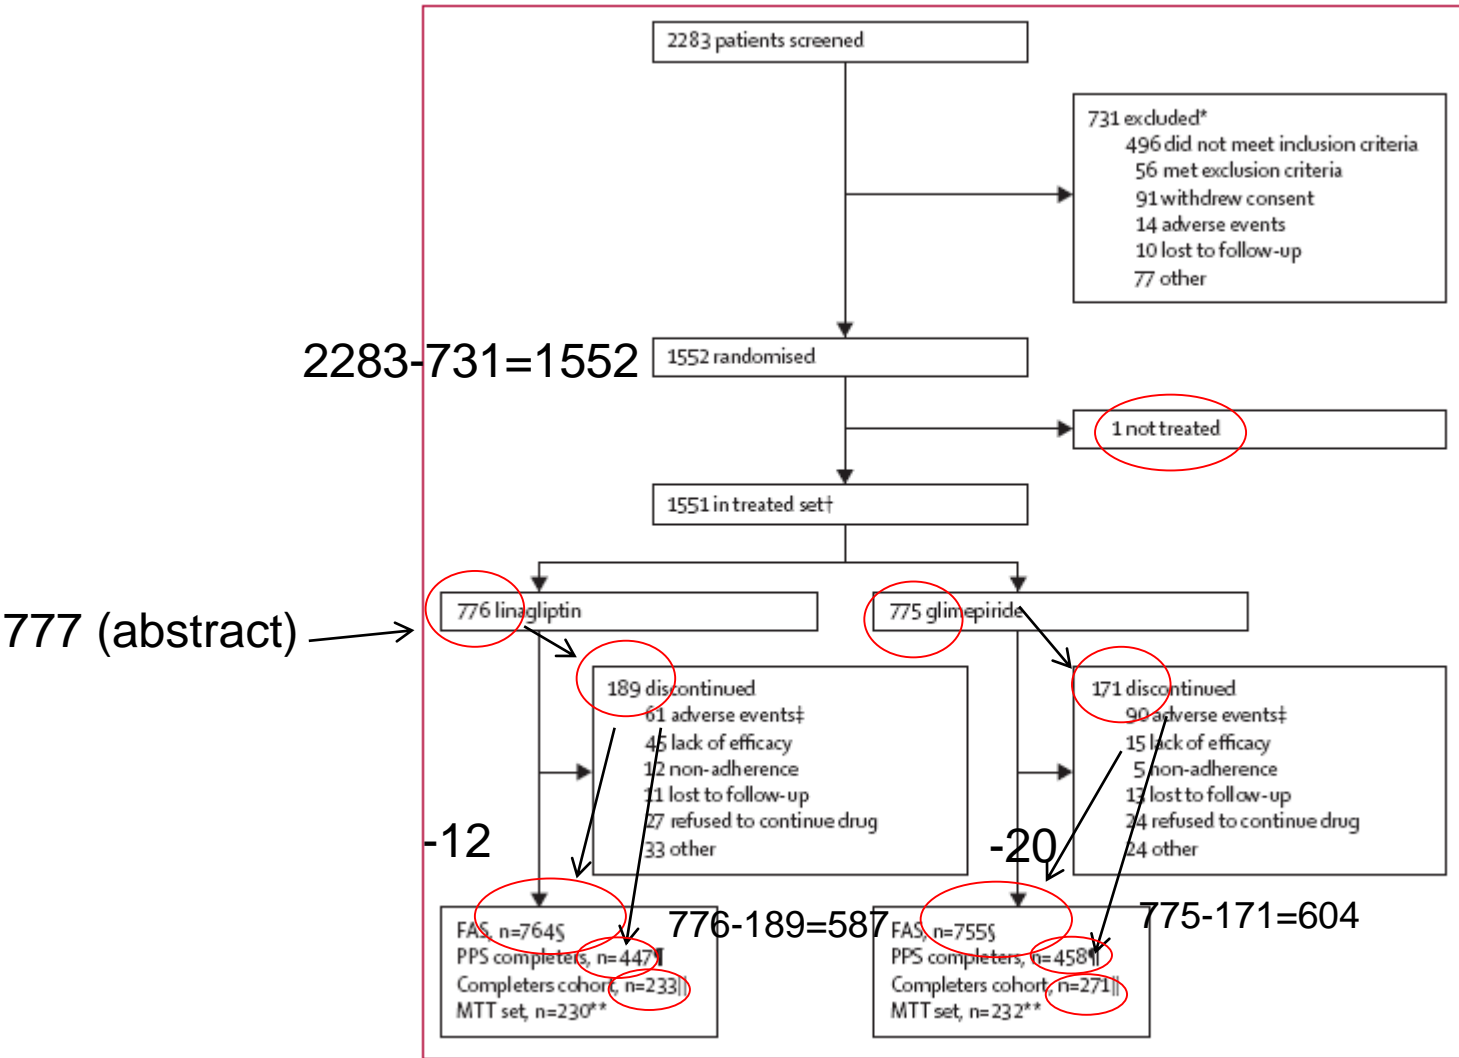 2283 patients screened
731 excluded*
496 did not meet inclusion criteria
56 met exclusion criteria
91 withdrew consent
14 adverse events
10 lost to follow-up
77 other
2283-731=1552
1552 randomised
1 not treated
1551 in treated set†
776 linagliptin
775 glimepiride
777 (abstract)
189 discontinued
61 adverse events‡
45 lack of efficacy
12 non-adherence
11 lost to follow-up
27 refused to continue drug
33 other
171 discontinued
90 adverse events‡
15 lack of efficacy
5 non-adherence
13 lost to follow-up
24 refused to continue drug
24 other
-12
-20
FAS, n=764§
PPS completers, n=447¶
Completers cohort, n=233||
MTT set, n=230**
776-189=587
FAS, n=755§
PPS completers, n=458¶
Completers cohort, n=271||
MTT set, n=232**
775-171=604